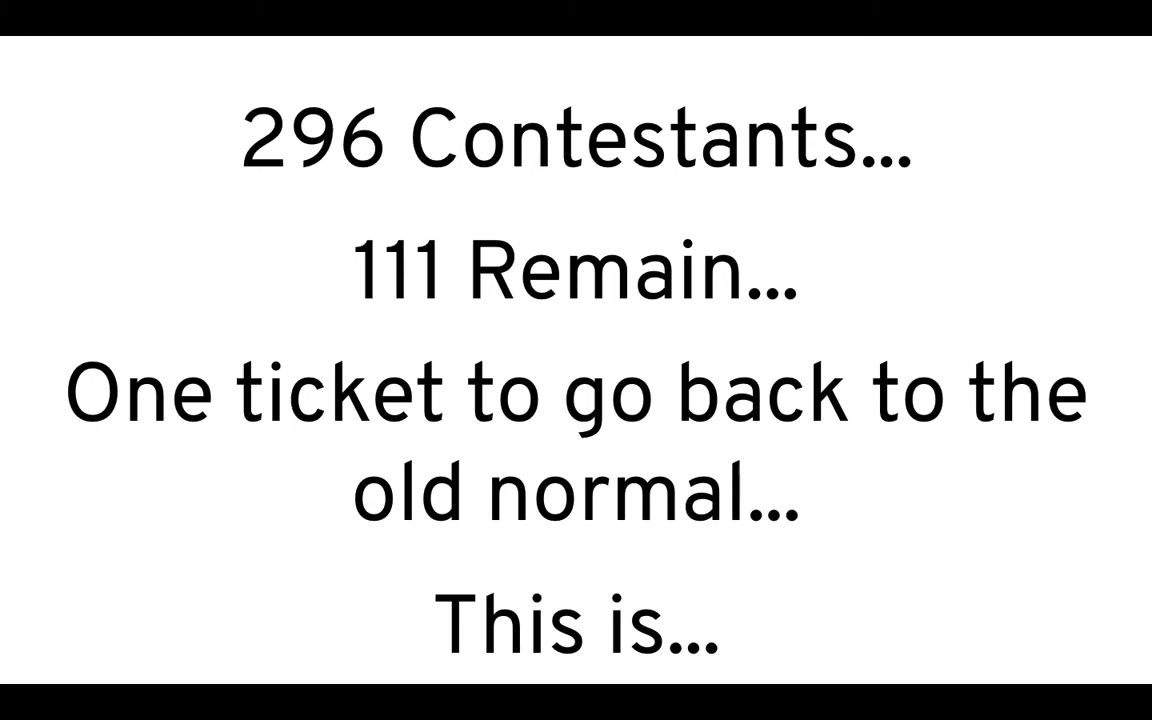 296 Contestants...
111 Remain...
One ticket to go back to the
old normal...
This is...